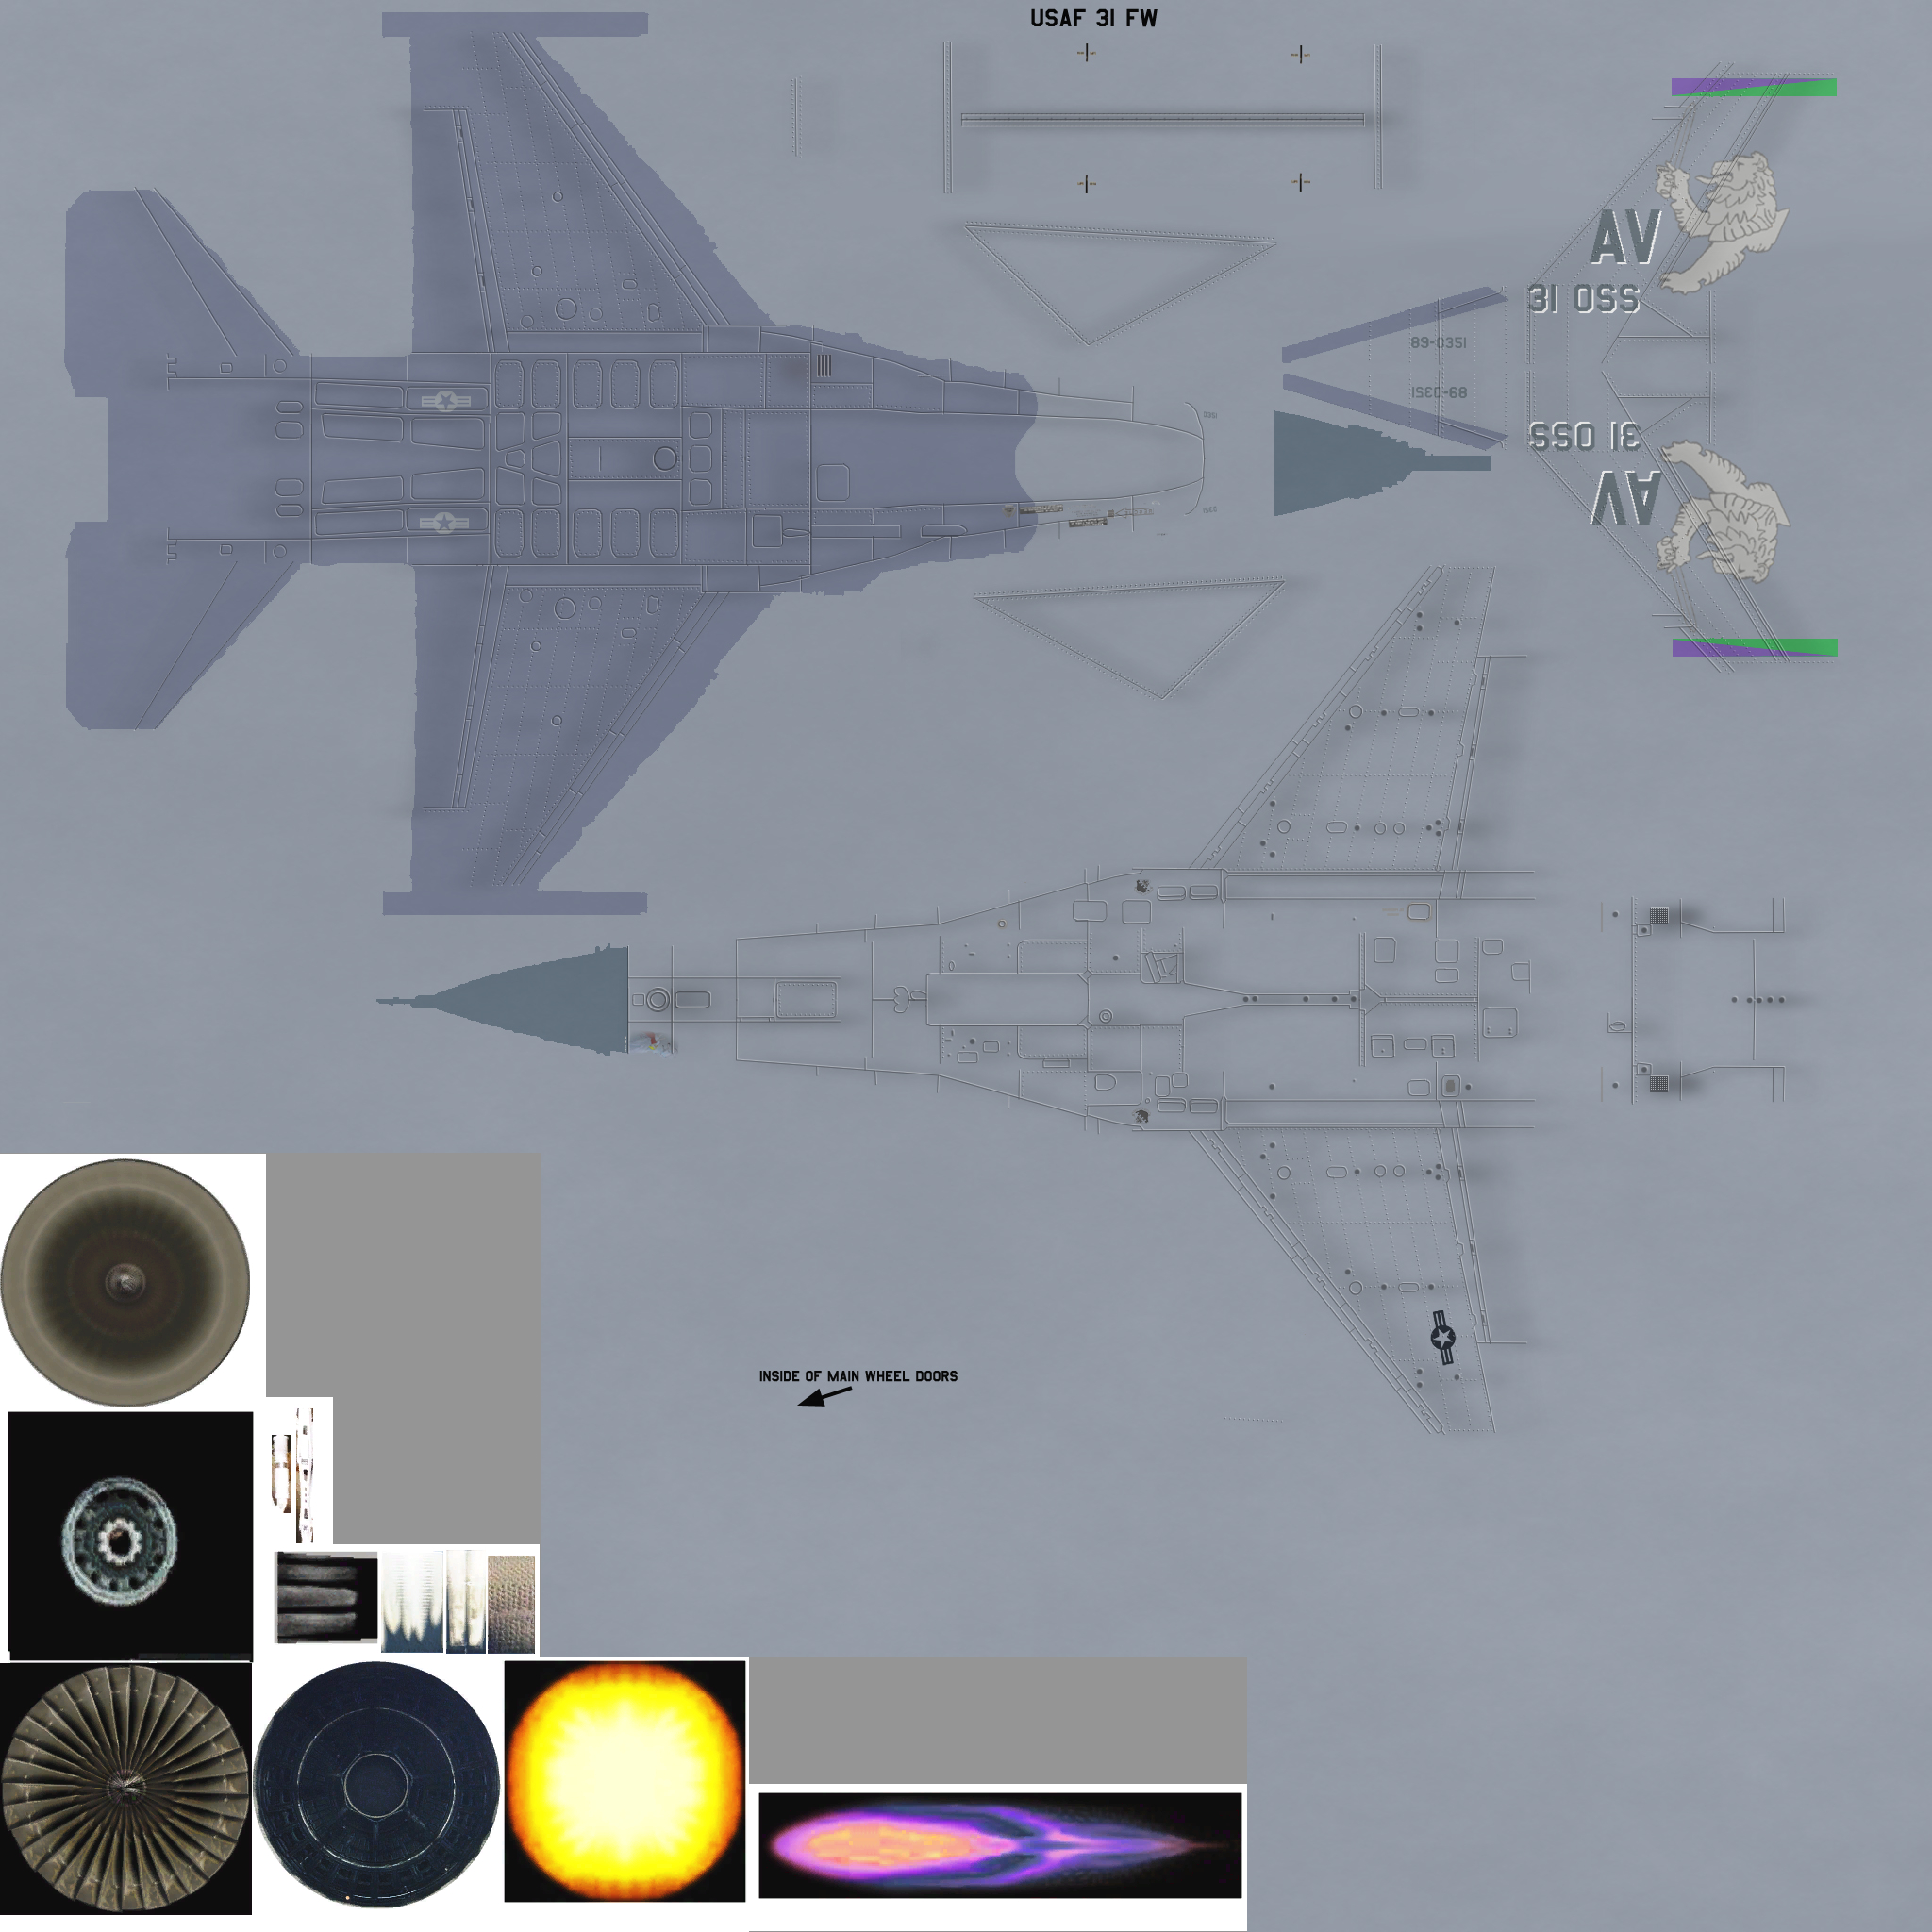 USAF 31 FW
AV
31 OSS
89-0351
89-0351
31 OSS
AV
INSIDE OF MAIN WHEEL DOORS